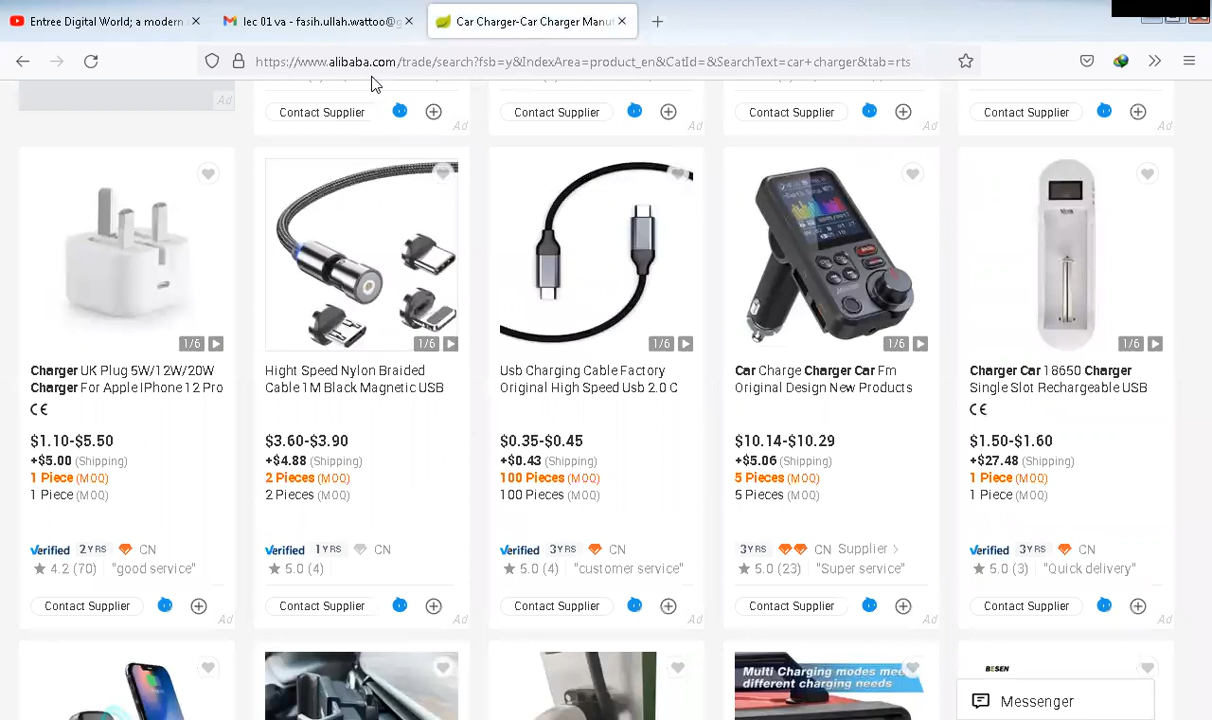 Entree Digital World; a modern
lec 01 va - fasih.ullah.wattoo@g
Car Charger-Car Charger Manuf
https://www.alibaba.com/trade/search?fsb=y&IndexArea=product_en&CatId=&SearchText=car+charger&tab=rts
Ad
Contact Supplier
Ad
Contact Supplier
Ad
Contact Supplier
Ad
Contact Supplier
Ad
1/6
1/6
1/6
1/6
1/6
Charger UK Plug 5W/12W/20W
Charger For Apple IPhone 12 Pro
CE
$1.10-$5.50
+$5.00 (Shipping)
1 Piece (MOQ)
1 Piece (MOQ)
Verified 2 YRS CN
4.2 (70) "good service"
Contact Supplier
Ad
Hight Speed Nylon Braided
Cable 1M Black Magnetic USB
$3.60-$3.90
+$4.88 (Shipping)
2 Pieces (MOQ)
2 Pieces (MOQ)
Verified 1 YRS CN
5.0 (4)
Contact Supplier
Ad
Usb Charging Cable Factory
Original High Speed Usb 2.0 C
$0.35-$0.45
+$0.43 (Shipping)
100 Pieces (MOQ)
100 Pieces (MOQ)
Verified 3 YRS CN
5.0 (4) "customer service"
Contact Supplier
Ad
Car Charge Charger Car Fm
Original Design New Products
$10.14-$10.29
+$5.06 (Shipping)
5 Pieces (MOQ)
5 Pieces (MOQ)
3 YRS CN Supplier >
5.0 (23) "Super service"
Contact Supplier
Ad
Charger Car 18650 Charger
Single Slot Rechargeable USB
CE
$1.50-$1.60
+$27.48 (Shipping)
1 Piece (MOQ)
1 Piece (MOQ)
Verified 3 YRS CN
5.0 (3) "Quick delivery"
Contact Supplier
Ad
Multi Charging modes mee
different charging needs
BESEN
Messenger